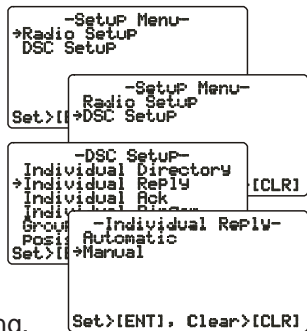 -Setup Menu-
→Radio Setup
DSC Setup
Set>[
-Setup Menu-
Radio Setup
→DSC Setup
[CLR]
-DSC Setup-
Individual Directory
→Individual Reply
Individual Ack
Set>[
-Individual Reply-
Automatic
→Manual
Set>[ENT], Clear>[CLR]